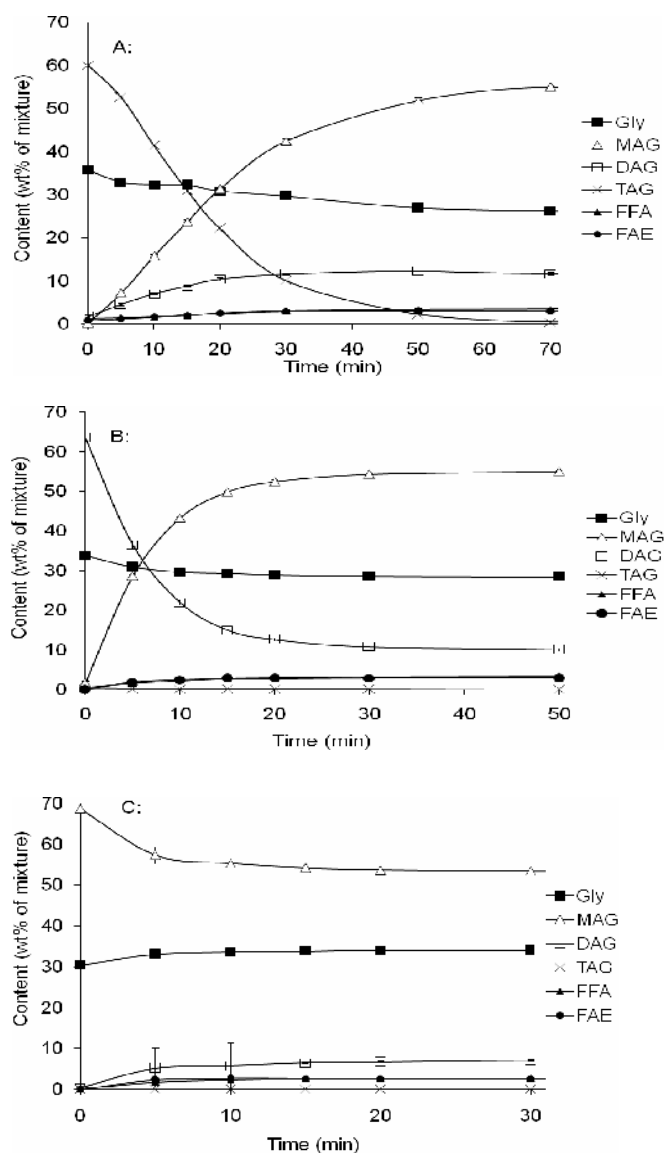 A:
Content (wt% of mixture)
70
60
50
40
30
20
10
0
0 10 20 30 40 50 60 70
Time (min)
Gly
MAG
DAG
TAG
FFA
FAE
B:
Content (wt% of mixture)
70
60
50
40
30
20
10
0
0 10 20 30 40 50
Time (min)
Gly
MAG
DAG
TAG
FFA
FAE
C:
Content (wt% of mixture)
70
60
50
40
30
20
10
0
0 10 20 30
Time (min)
Gly
MAG
DAG
TAG
FFA
FAE